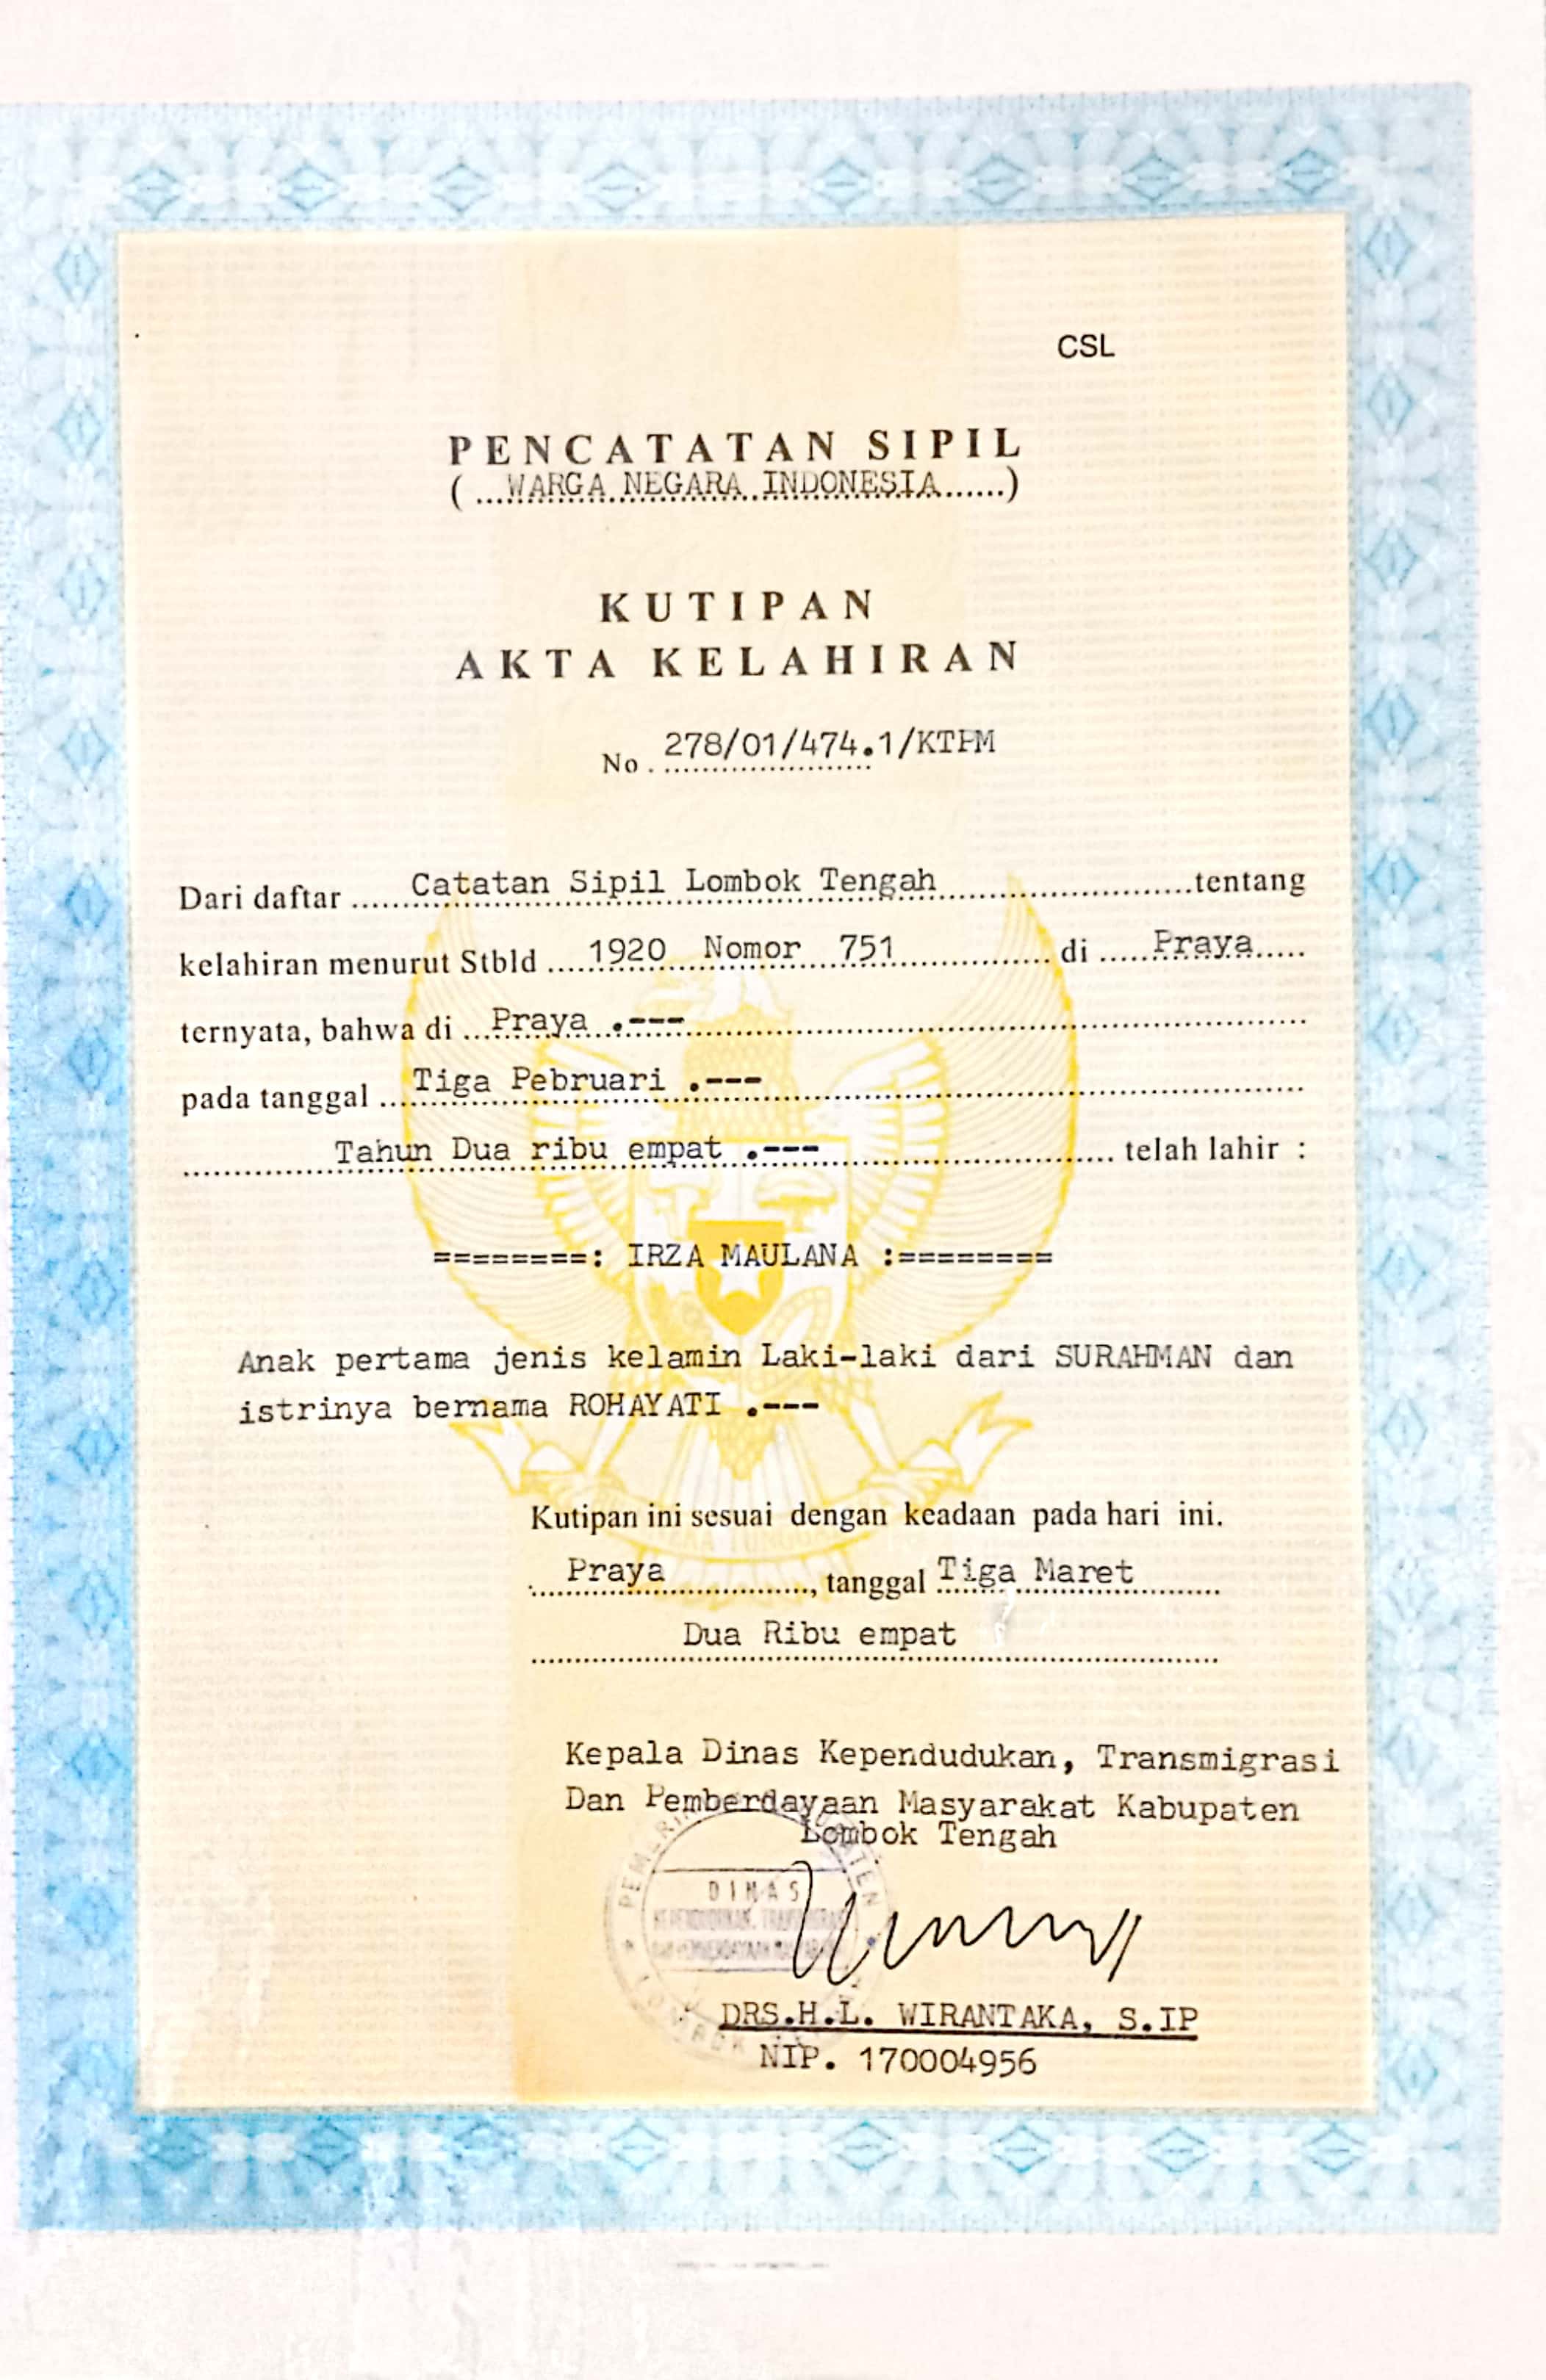 CSL
PENCATATAN SIPIL
( ...WARGA NEGARA INDONESIA......)
KUTIPAN
AKTA KELAHIRAN
No. 278/01/474.1/KTPM
Dari daftar ...... Catatan Sipil Lombok Tengah ......tentang
kelahiran menurut Stbld .... 1920 Nomor 751 ...... di ..... Praya.....
ternyata, bahwa di ... Praya .---
pada tanggal ... Tiga Pebruari .---
Tahun Dua ribu empat .--- ...... telah lahir :
========: IRZA MAULANA :========
Anak pertama jenis kelamin Laki-laki dari SURAHMAN dan
istrinya bernama ROHAYATI .---
Kutipan ini sesuai dengan keadaan pada hari ini.
Praya ......, tanggal Tiga Maret
Dua Ribu empat
Kepala Dinas Kependudukan, Transmigrasi
Dan Pemberdayaan Masyarakat Kabupaten
Lombok Tengah
DINAS
DRS.H.L. WIRANTAKA, S.IP
NIP. 170004956